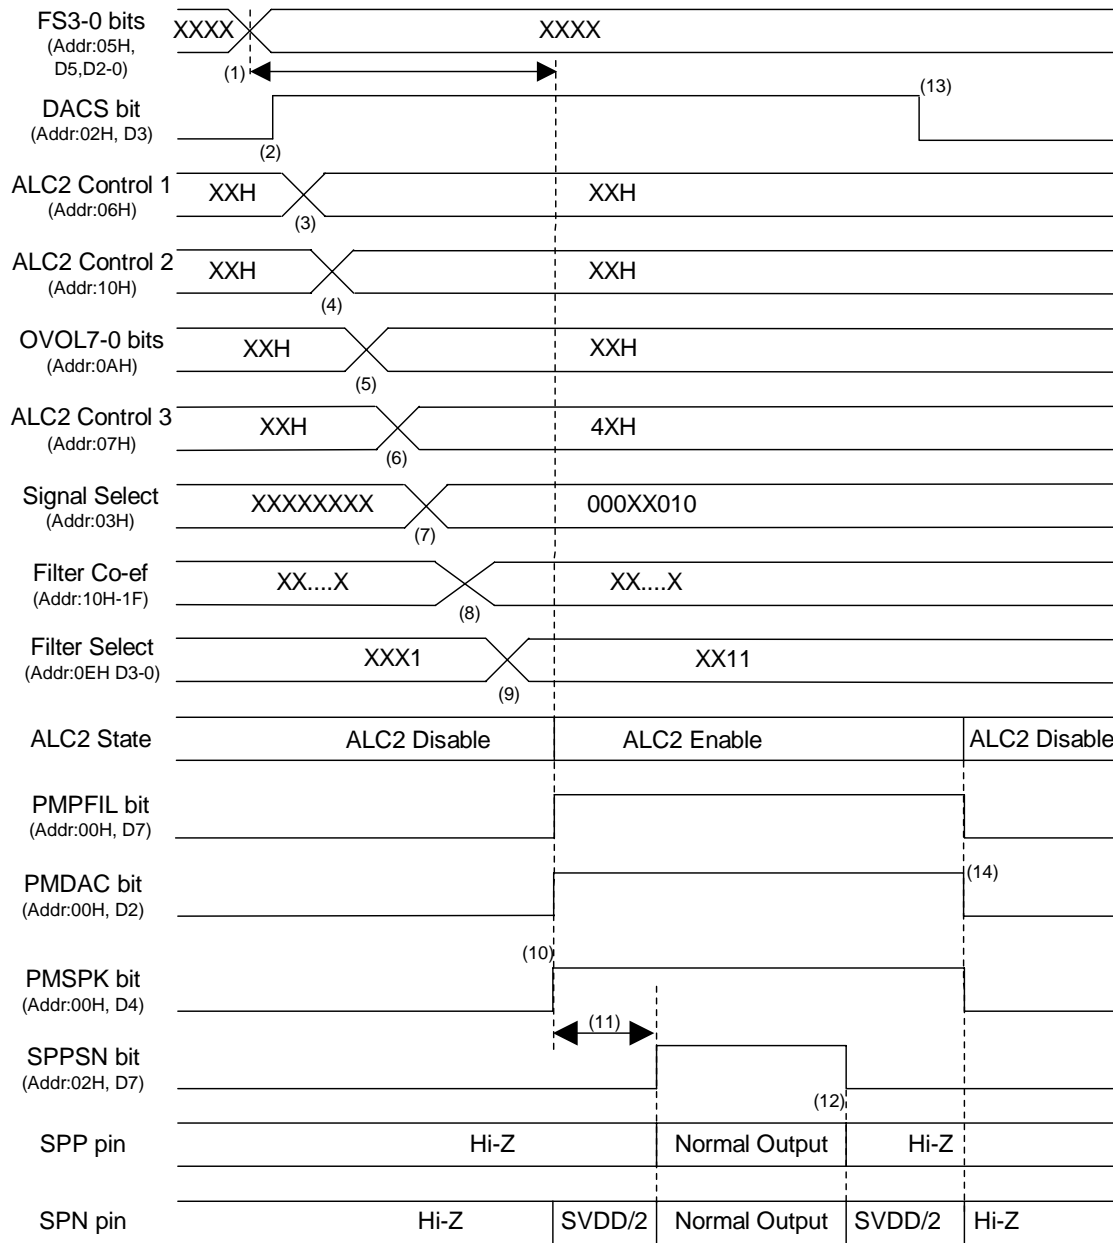 FS3-0 bits
(Addr:05H,
D5,D2-0)
XXXX
XXXX
(1)
DACS bit
(Addr:02H, D3)
(2)
(13)
ALC2 Control 1
(Addr:06H)
XXH
XXH
(3)
ALC2 Control 2
(Addr:10H)
XXH
XXH
(4)
OVOL7-0 bits
(Addr:0AH)
XXH
XXH
(5)
ALC2 Control 3
(Addr:07H)
XXH
4XH
(6)
Signal Select
(Addr:03H)
XXXXXXXX
000XX010
(7)
Filter Co-ef
(Addr:10H-1F)
XX....X
XX....X
(8)
Filter Select
(Addr:0EH D3-0)
XXX1
XX11
(9)
ALC2 State
ALC2 Disable
ALC2 Enable
ALC2 Disable
PMPFIL bit
(Addr:00H, D7)
PMDAC bit
(Addr:00H, D2)
(14)
(10)
PMSPK bit
(Addr:00H, D4)
(11)
SPPSN bit
(Addr:02H, D7)
(12)
SPP pin
Hi-Z
Normal Output
Hi-Z
SPN pin
Hi-Z
SVDD/2
Normal Output
SVDD/2
Hi-Z